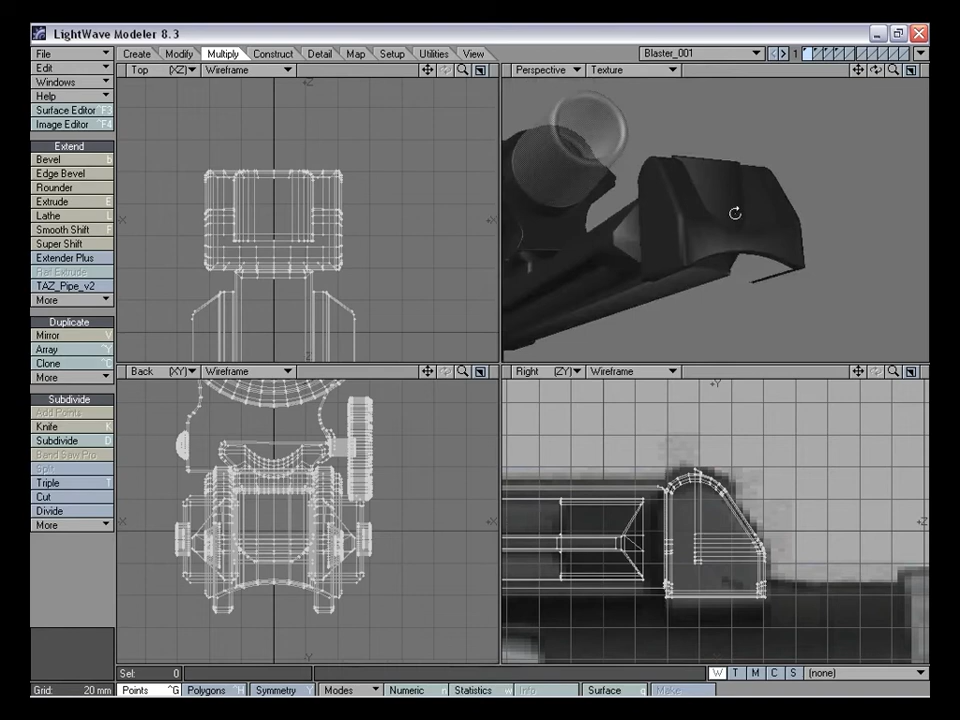 LightWave Modeler 8.3
File Create Modify Multiply Construct Detail Map Setup Utilities View Blaster_001 1
Edit Top (XZ) Wireframe Perspective Texture
Windows
Help
Surface Editor F3
Image Editor F4
Extend
Bevel b
Edge Bevel
Rounder
Extrude E
Lathe L
Smooth Shift F
Super Shift
Extender Plus
Rail Extrude
TAZ_Pipe_v2
More
Duplicate
Mirror V
Array ^Y
Clone ^C
More
Back (XY) Wireframe Right (ZY) Wireframe
Subdivide
Add Points
Knife K
Subdivide D
Band Saw Pro
Split
Triple T
Cut
Divide
More
Sel: 0 W T M C S (none)
Grid: 20 mm Points ^G Polygons ^H Symmetry Y Modes Numeric n Statistics w Info i Surface q Make